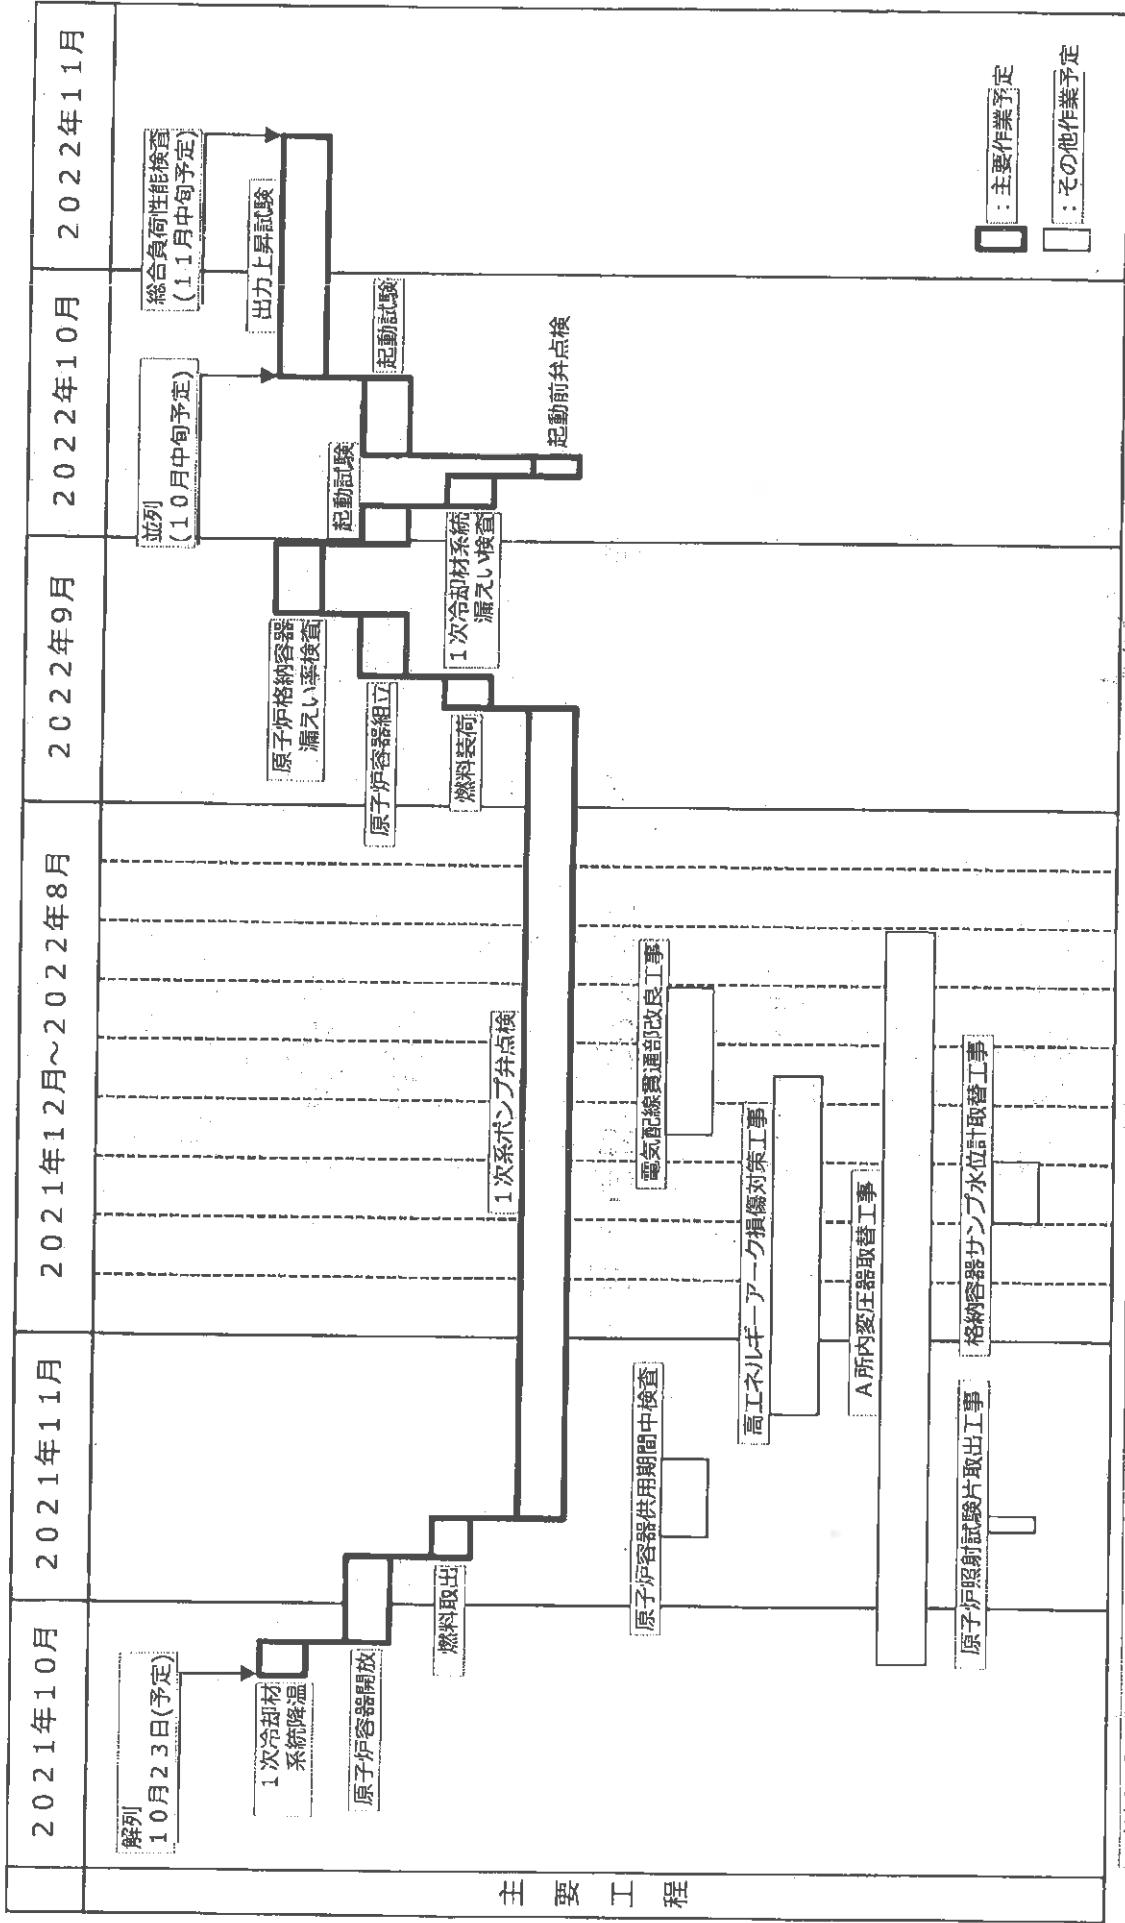 2021年10月
2021年11月
2021年12月~2022年8月
2022年9月
2022年10月
2022年11月
主要工程
解列
10月23日(予定)
並列
(10月中旬予定)
総合負荷性能検査
(11月中旬予定)
1次冷却材
系統降温
原子炉格納容器
漏えい率検査
出力上昇試験
原子炉容器開放
原子炉容器組立
起動試験
起動試験
燃料取出
燃料装荷
1次冷却材系統
漏えい検査
1次系ポンプ弁点検
起動前弁点検
原子炉容器供用期間中検査
電気配線貫通部改良工事
高エネルギーアーク損傷対策工事
A所内変圧器取替工事
原子炉照射試験片取出工事
格納容器サンプ水位計取替工事
:主要作業予定
:その他作業予定